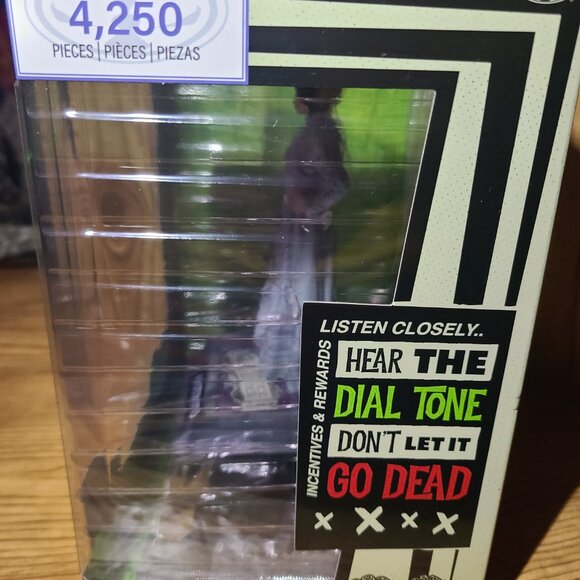 4,250
PIECES | PIÈCES | PIEZAS
LISTEN CLOSELY..
INCENTIVES & REWARDS
HEAR THE
DIAL TONE
DON'T LET IT
GO DEAD
X X X X